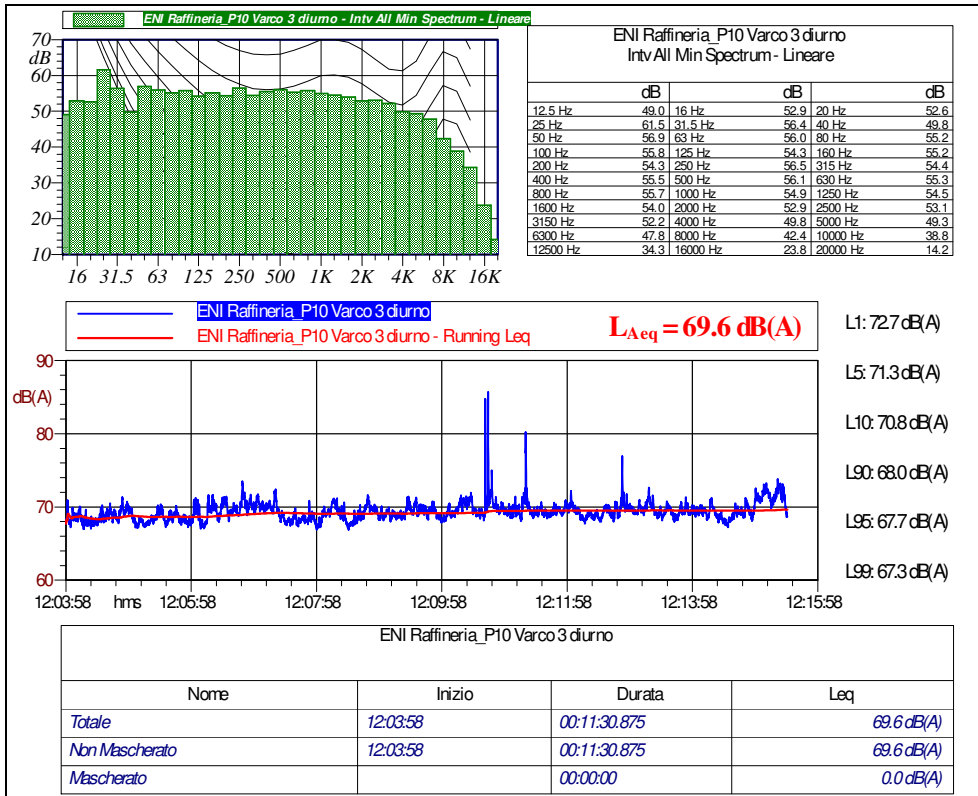 ENI Raffineria_P10 Varco 3 diurno - Intv All Min Spectrum - Lineare
70
dB
60
50
40
30
20
10
16 31.5 63 125 250 500 1K 2K 4K 8K 16K
ENI Raffineria_P10 Varco 3 diurno
Intv All Min Spectrum - Lineare
dB dB dB
12.5 Hz 49.0 16 Hz 52.9 20 Hz 52.6
25 Hz 61.5 31.5 Hz 56.4 40 Hz 49.8
50 Hz 56.9 63 Hz 56.0 80 Hz 55.2
100 Hz 55.8 125 Hz 54.3 160 Hz 55.2
200 Hz 54.3 250 Hz 56.5 315 Hz 54.4
400 Hz 55.5 500 Hz 56.1 630 Hz 55.3
800 Hz 55.7 1000 Hz 54.9 1250 Hz 54.5
1600 Hz 54.0 2000 Hz 52.9 2500 Hz 53.1
3150 Hz 52.2 4000 Hz 49.8 5000 Hz 49.3
6300 Hz 47.8 8000 Hz 42.4 10000 Hz 38.8
12500 Hz 34.3 16000 Hz 23.8 20000 Hz 14.2
ENI Raffineria_P10 Varco 3 diurno
ENI Raffineria_P10 Varco 3 diurno - Running Leq
LAeq = 69.6 dB(A)
L1: 72.7 dB(A)
L5: 71.3 dB(A)
L10: 70.8 dB(A)
L90: 68.0 dB(A)
L95: 67.7 dB(A)
L99: 67.3 dB(A)
90
dB(A)
80
70
60
12:03:58 hms 12:05:58 12:07:58 12:09:58 12:11:58 12:13:58 12:15:58
ENI Raffineria_P10 Varco 3 diurno
Nome Inizio Durata Leq
Totale 12:03:58 00:11:30.875 69.6 dB(A)
Non Mascherato 12:03:58 00:11:30.875 69.6 dB(A)
Mascherato 00:00:00 0.0 dB(A)